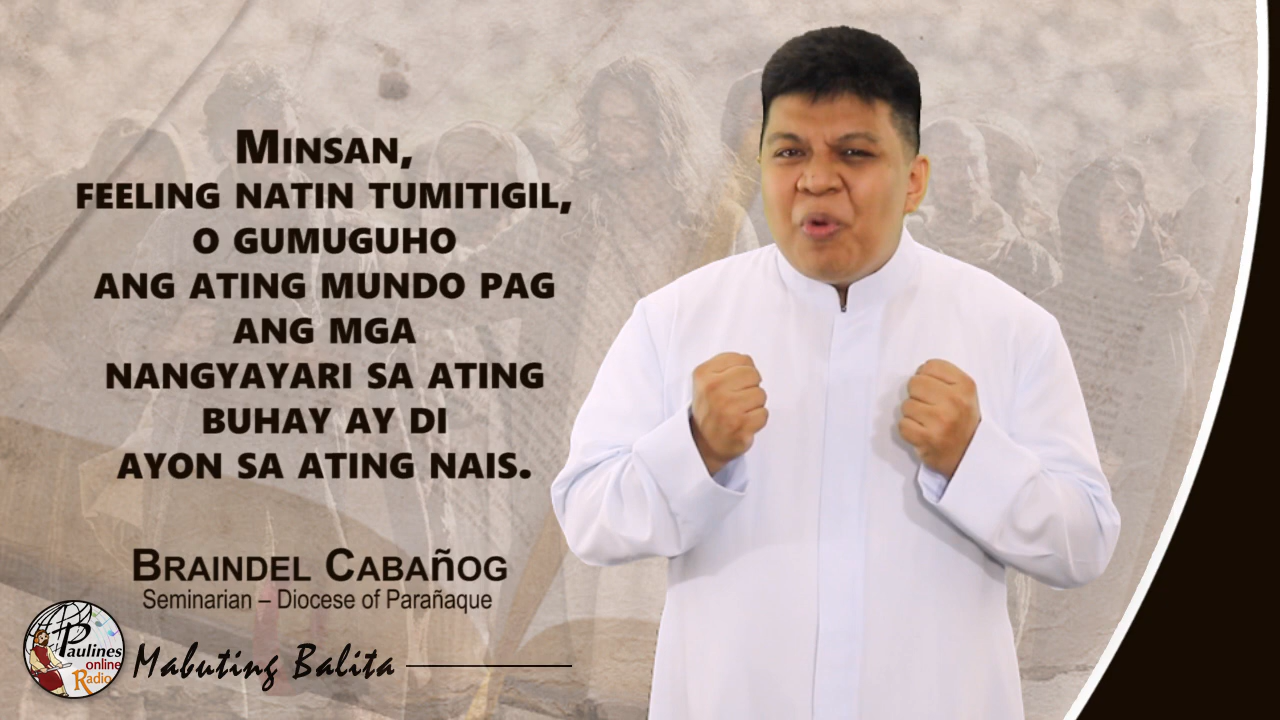 Minsan,
feeling natin tumitigil,
o gumuguho
ang ating mundo pag
ang mga
nangyayari sa ating
buhay ay di
ayon sa ating nais.
Braindel Cabañog
Seminarian – Diocese of Parañaque
Paulines
online
Radio
Mabuting Balita